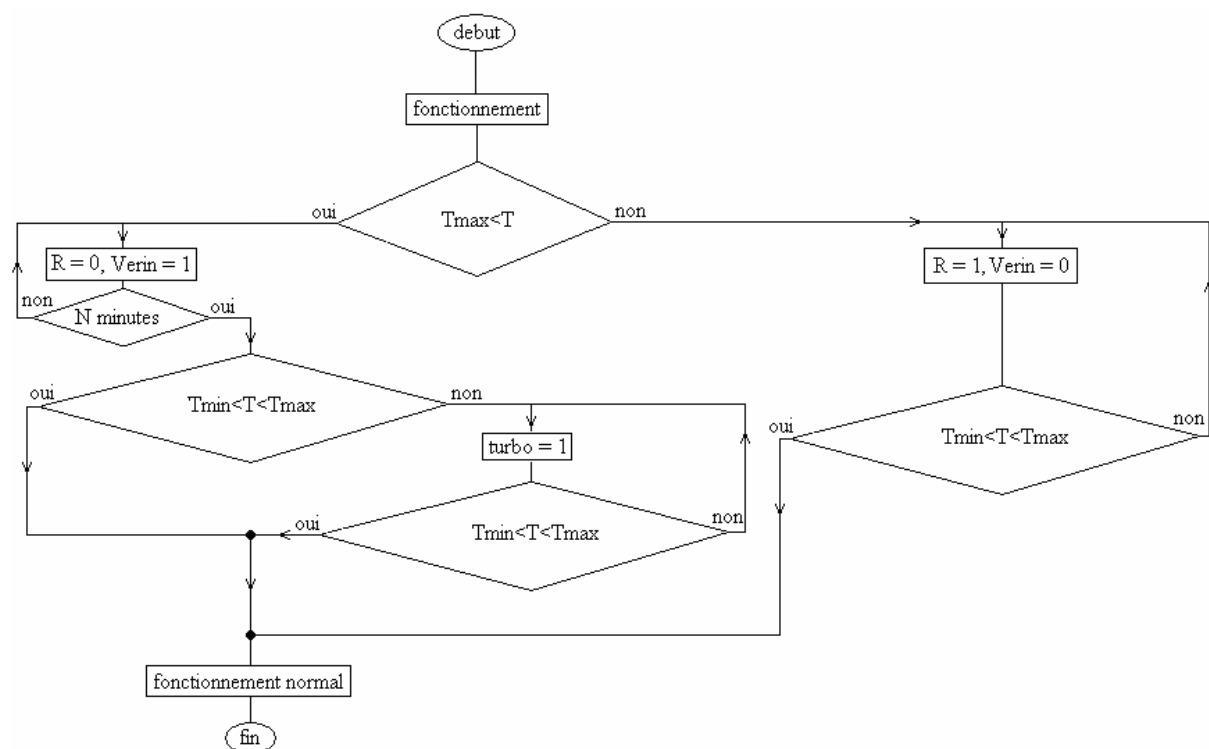 debut
fonctionnement
Tmax<T
oui
non
R = 0, Verin = 1
R = 1, Verin = 0
non
N minutes
oui
oui
Tmin<T<Tmax
non
turbo = 1
oui
Tmin<T<Tmax
non
oui
Tmin<T<Tmax
non
fonctionnement normal
fin